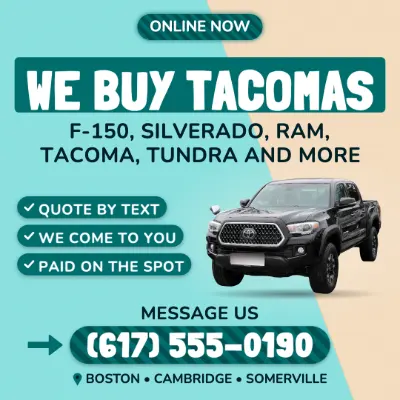 ONLINE NOW
WE BUY TACOMAS
F-150, SILVERADO, RAM,
TACOMA, TUNDRA AND MORE
QUOTE BY TEXT
WE COME TO YOU
PAID ON THE SPOT
MESSAGE US
(617) 555-0190
BOSTON • CAMBRIDGE • SOMERVILLE